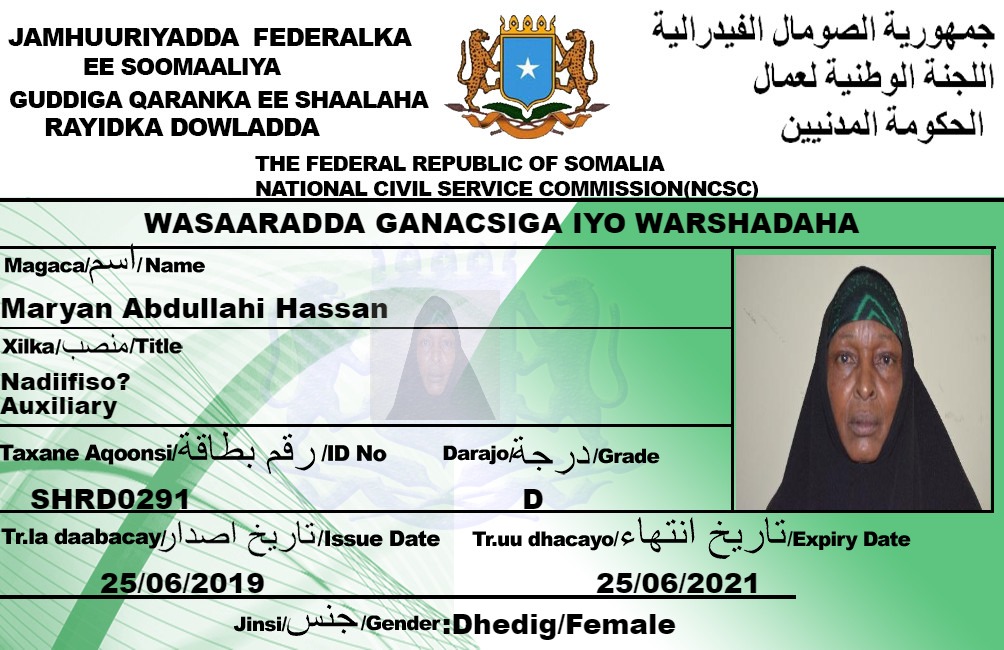 JAMHUURIYADDA FEDERALKA
EE SOOMAALIYA
GUDDIGA QARANKA EE SHAALAHA
RAYIDKA DOWLADDA
جمهورية الصومال الفيدرالية
اللجنة الوطنية لعمال
الحكومة المدنيين
THE FEDERAL REPUBLIC OF SOMALIA
NATIONAL CIVIL SERVICE COMMISSION(NCSC)
WASAARADDA GANACSIGA IYO WARSHADAHA
Magaca/اسم/Name
Maryan Abdullahi Hassan
Xilka/منصب/Title
Nadiifiso?
Auxiliary
Taxane Aqoonsi/رقم بطاقة/ID No
SHRD0291
Darajo/درجة/Grade
D
Tr.la daabacay/تاريخ اصدار/Issue Date
25/06/2019
Tr.uu dhacayo/تاريخ انتهاء/Expiry Date
25/06/2021
Jinsi/جنس/Gender:Dhedig/Female